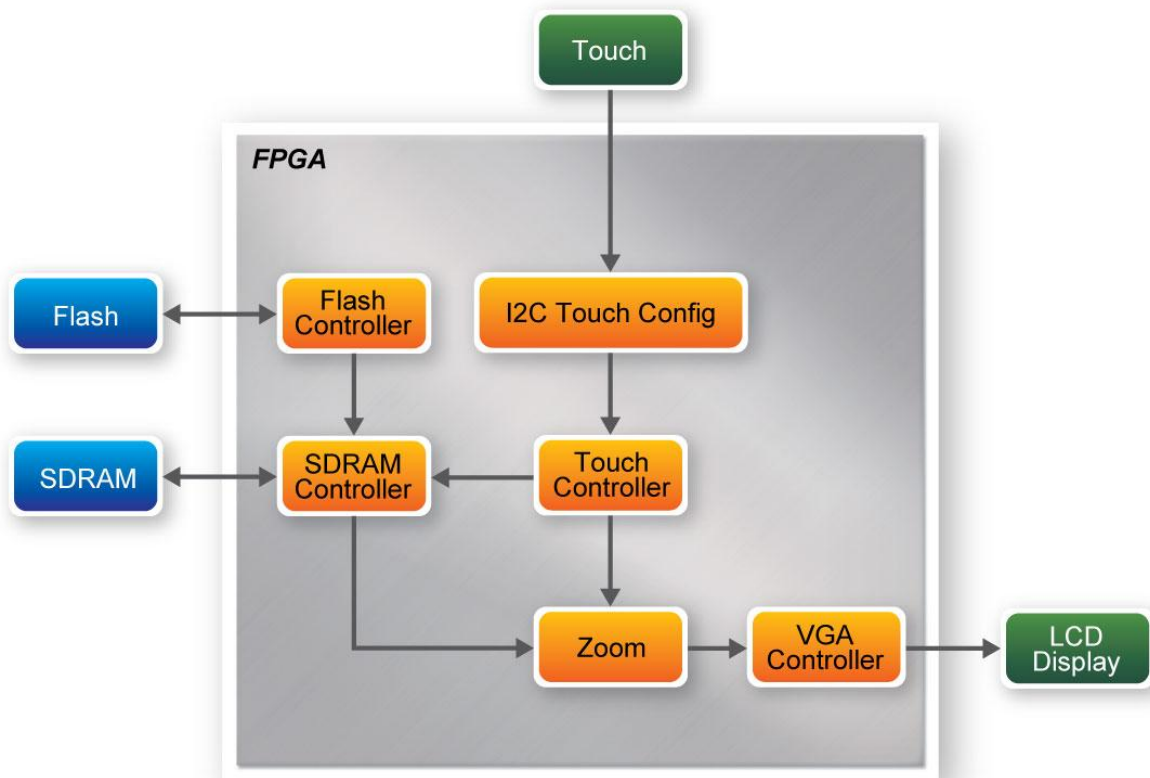 Touch
FPGA
Flash
Flash
Controller
I2C Touch Config
SDRAM
SDRAM
Controller
Touch
Controller
Zoom
VGA
Controller
LCD
Display